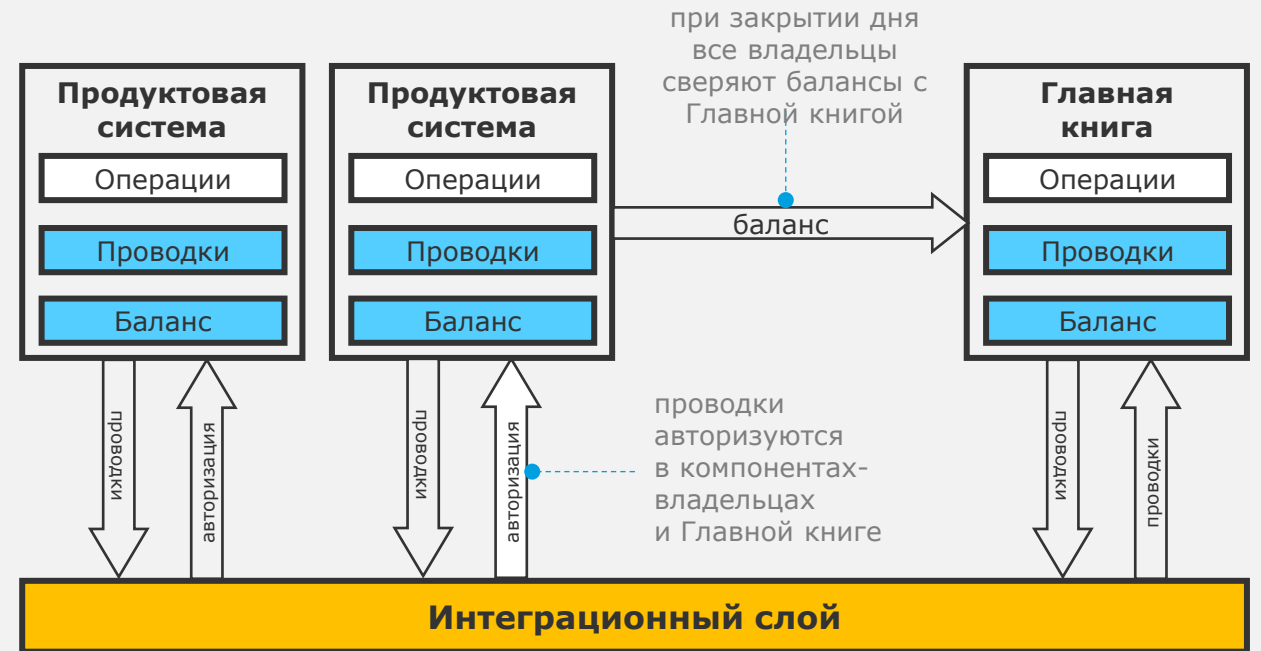 при закрытии дня
все владельцы
сверяют балансы с
Главной книгой
Продуктовая
система
Операции
Проводки
Баланс
Продуктовая
система
Операции
Проводки
Баланс
баланс
Главная
книга
Операции
Проводки
Баланс
проводки
авторизация
проводки
авторизация
проводки
авторизуются
в компонентах-
владельцах
и Главной книге
проводки
проводки
Интеграционный слой